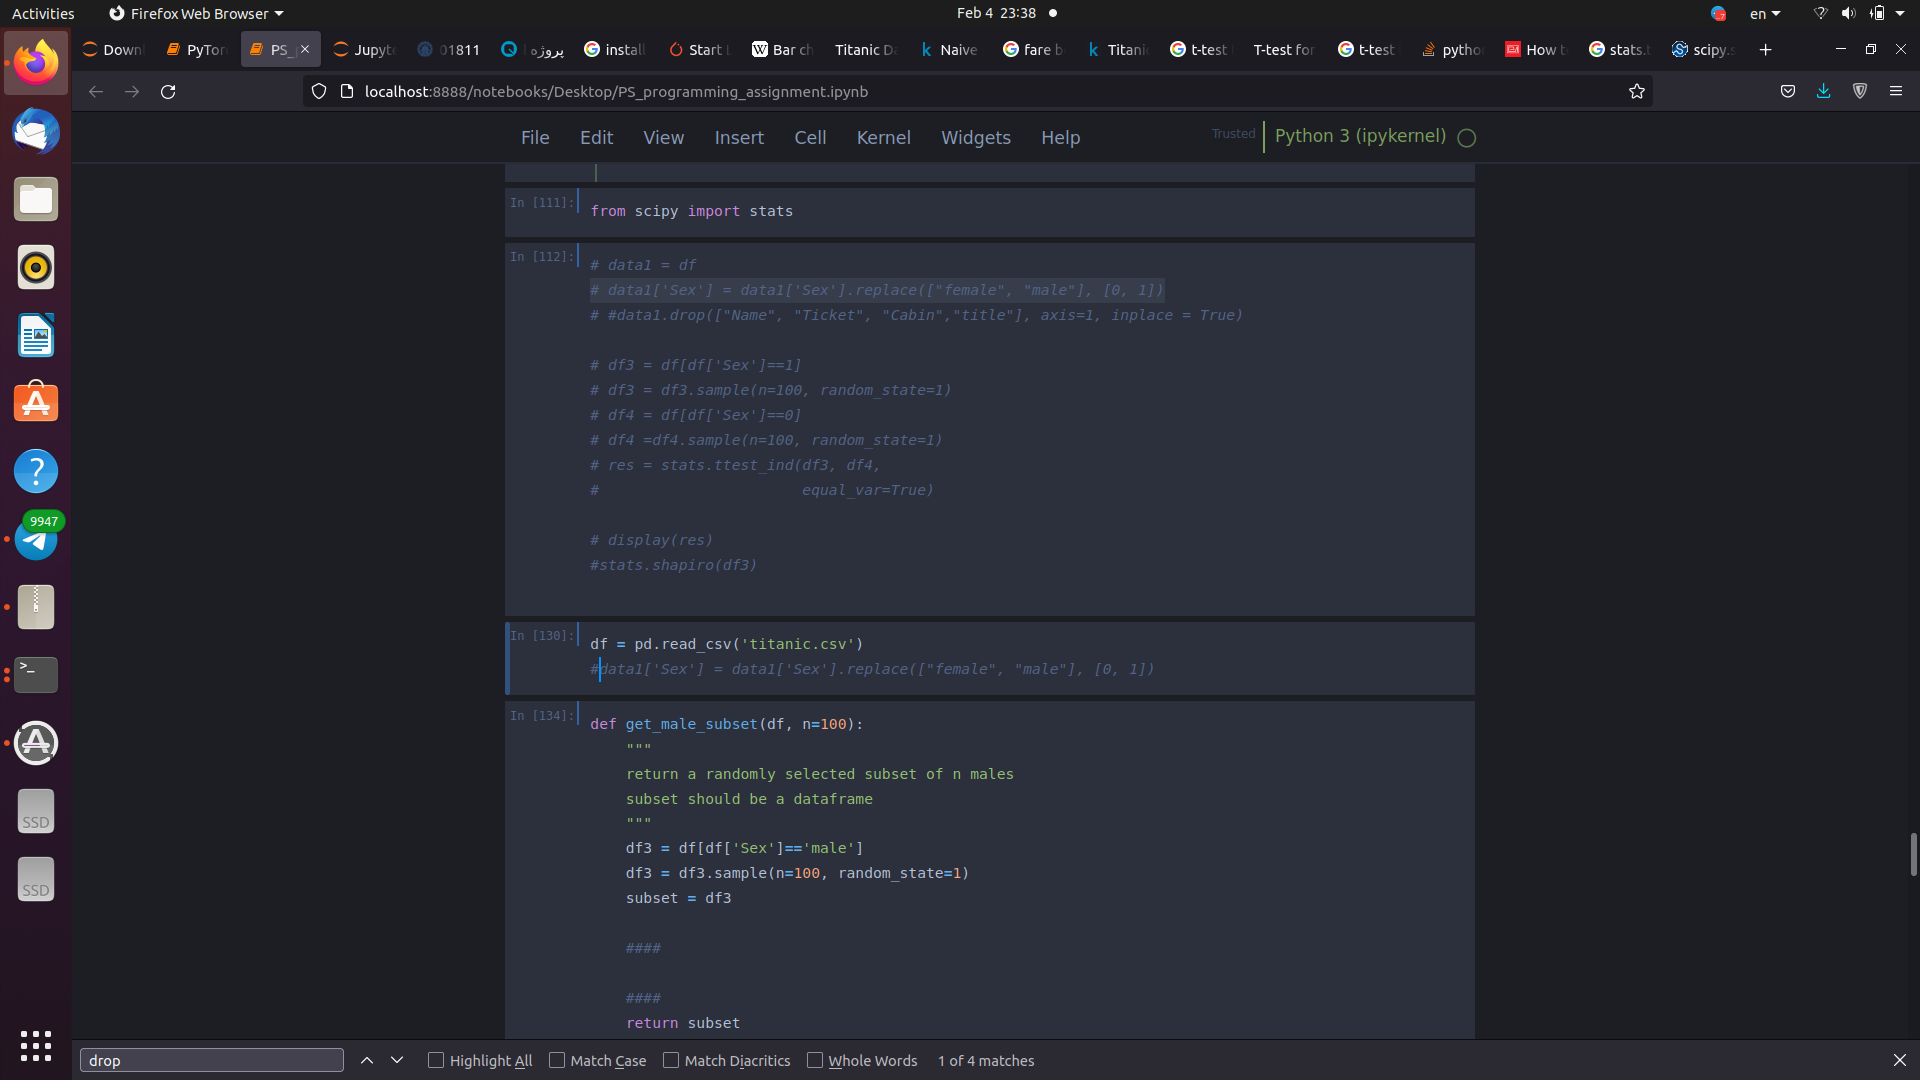 Activities
Firefox Web Browser
Feb 4 23:38
en
Down
PyTor
PS_
Jupyte
01811
پروژه ا
install
Start L
Bar ch
Titanic Da
Naive
fare b
Titanic
t-test
T-test for
t-test
pytho
How to
stats.t
scipy.s
localhost:8888/notebooks/Desktop/PS_programming_assignment.ipynb
File Edit View Insert Cell Kernel Widgets Help
Trusted
Python 3 (ipykernel)
In [111]:
from scipy import stats
In [112]:
# data1 = df
# data1['Sex'] = data1['Sex'].replace(["female", "male"], [0, 1])
# #data1.drop(["Name", "Ticket", "Cabin","title"], axis=1, inplace = True)
# df3 = df[df['Sex']==1]
# df3 = df3.sample(n=100, random_state=1)
# df4 = df[df['Sex']==0]
# df4 =df4.sample(n=100, random_state=1)
# res = stats.ttest_ind(df3, df4,
#                       equal_var=True)
# display(res)
#stats.shapiro(df3)
In [130]:
df = pd.read_csv('titanic.csv')
#data1['Sex'] = data1['Sex'].replace(["female", "male"], [0, 1])
In [134]:
def get_male_subset(df, n=100):
    """
    return a randomly selected subset of n males
    subset should be a dataframe
    """
    df3 = df[df['Sex']=='male']
    df3 = df3.sample(n=100, random_state=1)
    subset = df3
    ####
    ####
    return subset
9947
>_
SSD
SSD
drop
Highlight All
Match Case
Match Diacritics
Whole Words
1 of 4 matches